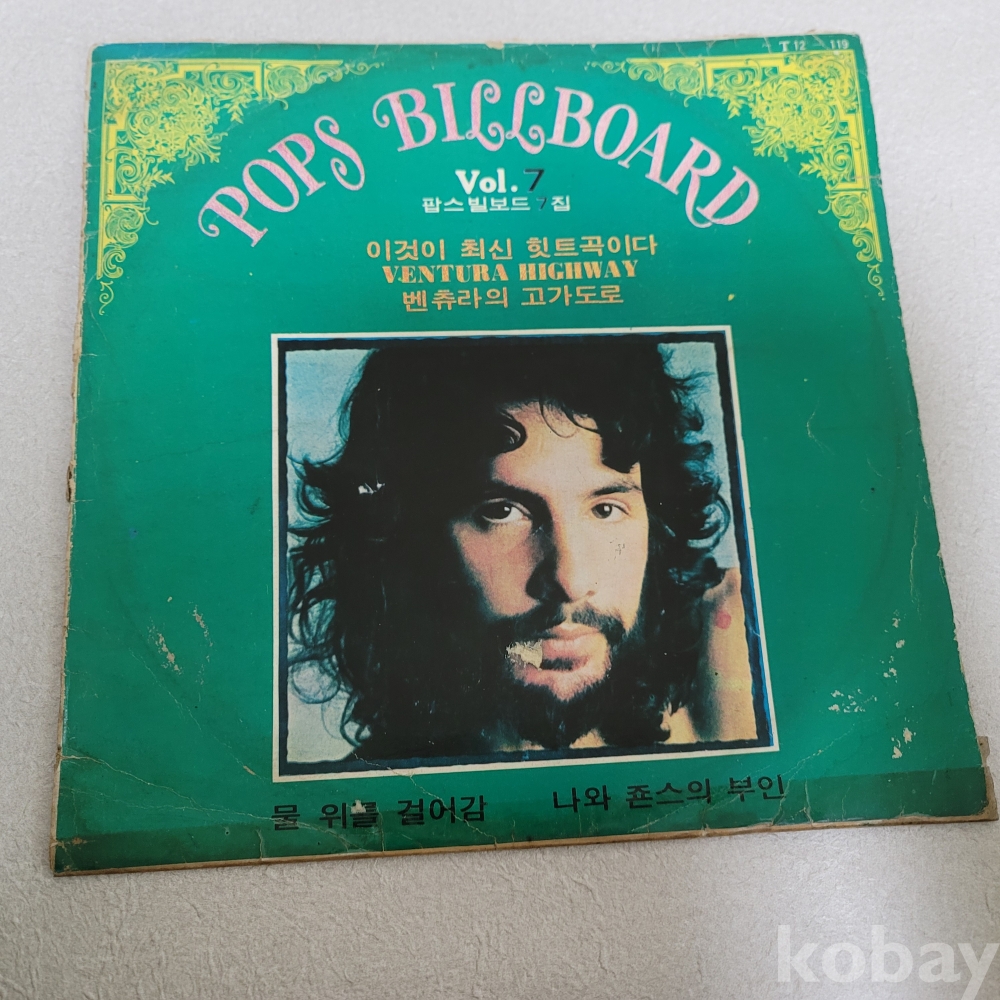 T 12 119
POPS BILLBOARD
Vol. 7
팝스빌보드 7 집
이것이 최신 힛트곡이다
VENTURA HIGHWAY
벤츄라의 고가도로
물 위를 걸어감 나와 죤스의 부인
kobay